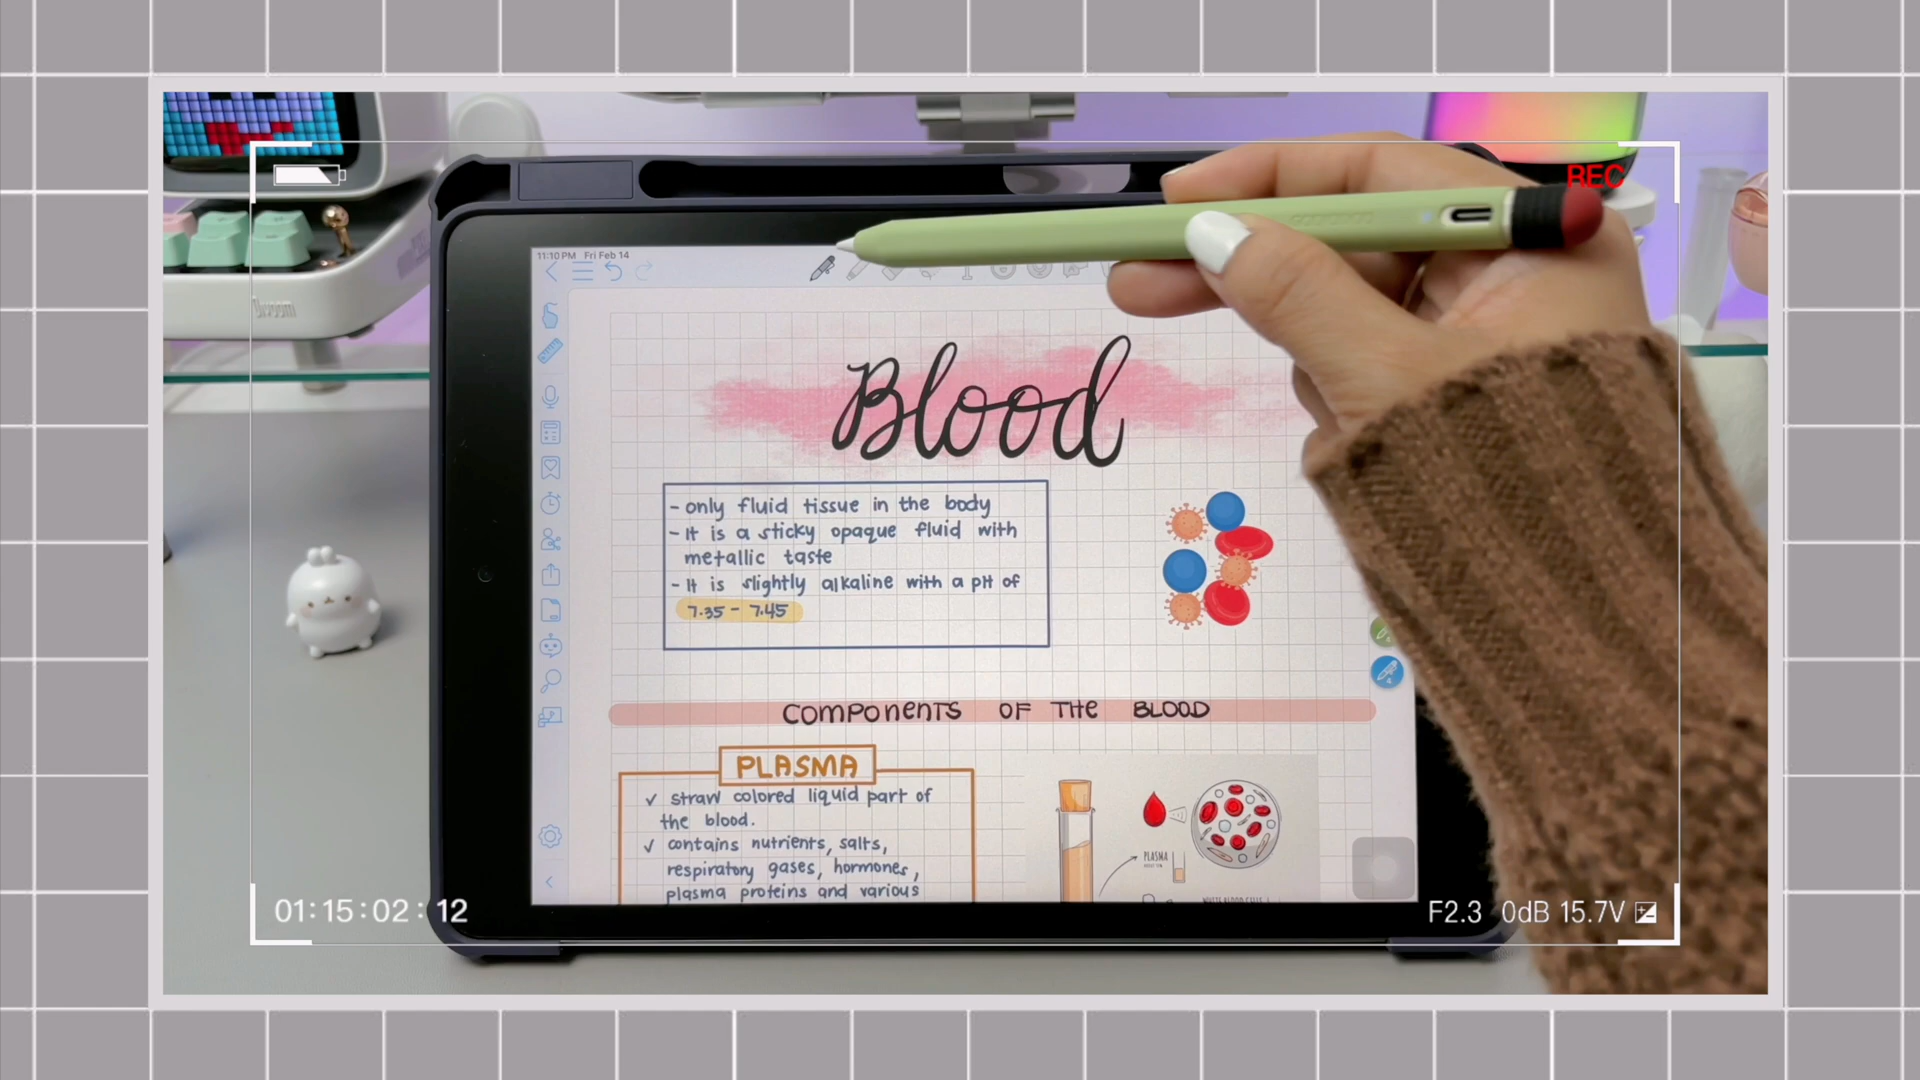 REC
Divoom
11:10 PM Fri Feb 14
Blood
- only fluid tissue in the body
- It is a sticky opaque fluid with
metallic taste
- It is slightly alkaline with a pH of
7.35 - 7.45
COMPONENTS OF THE BLOOD
PLASMA
✓ straw colored liquid part of
the blood.
✓ contains nutrients, salts,
respiratory gases, hormones,
plasma proteins and various
PLASMA
01:15:02:12
F2.3 0dB 15.7V